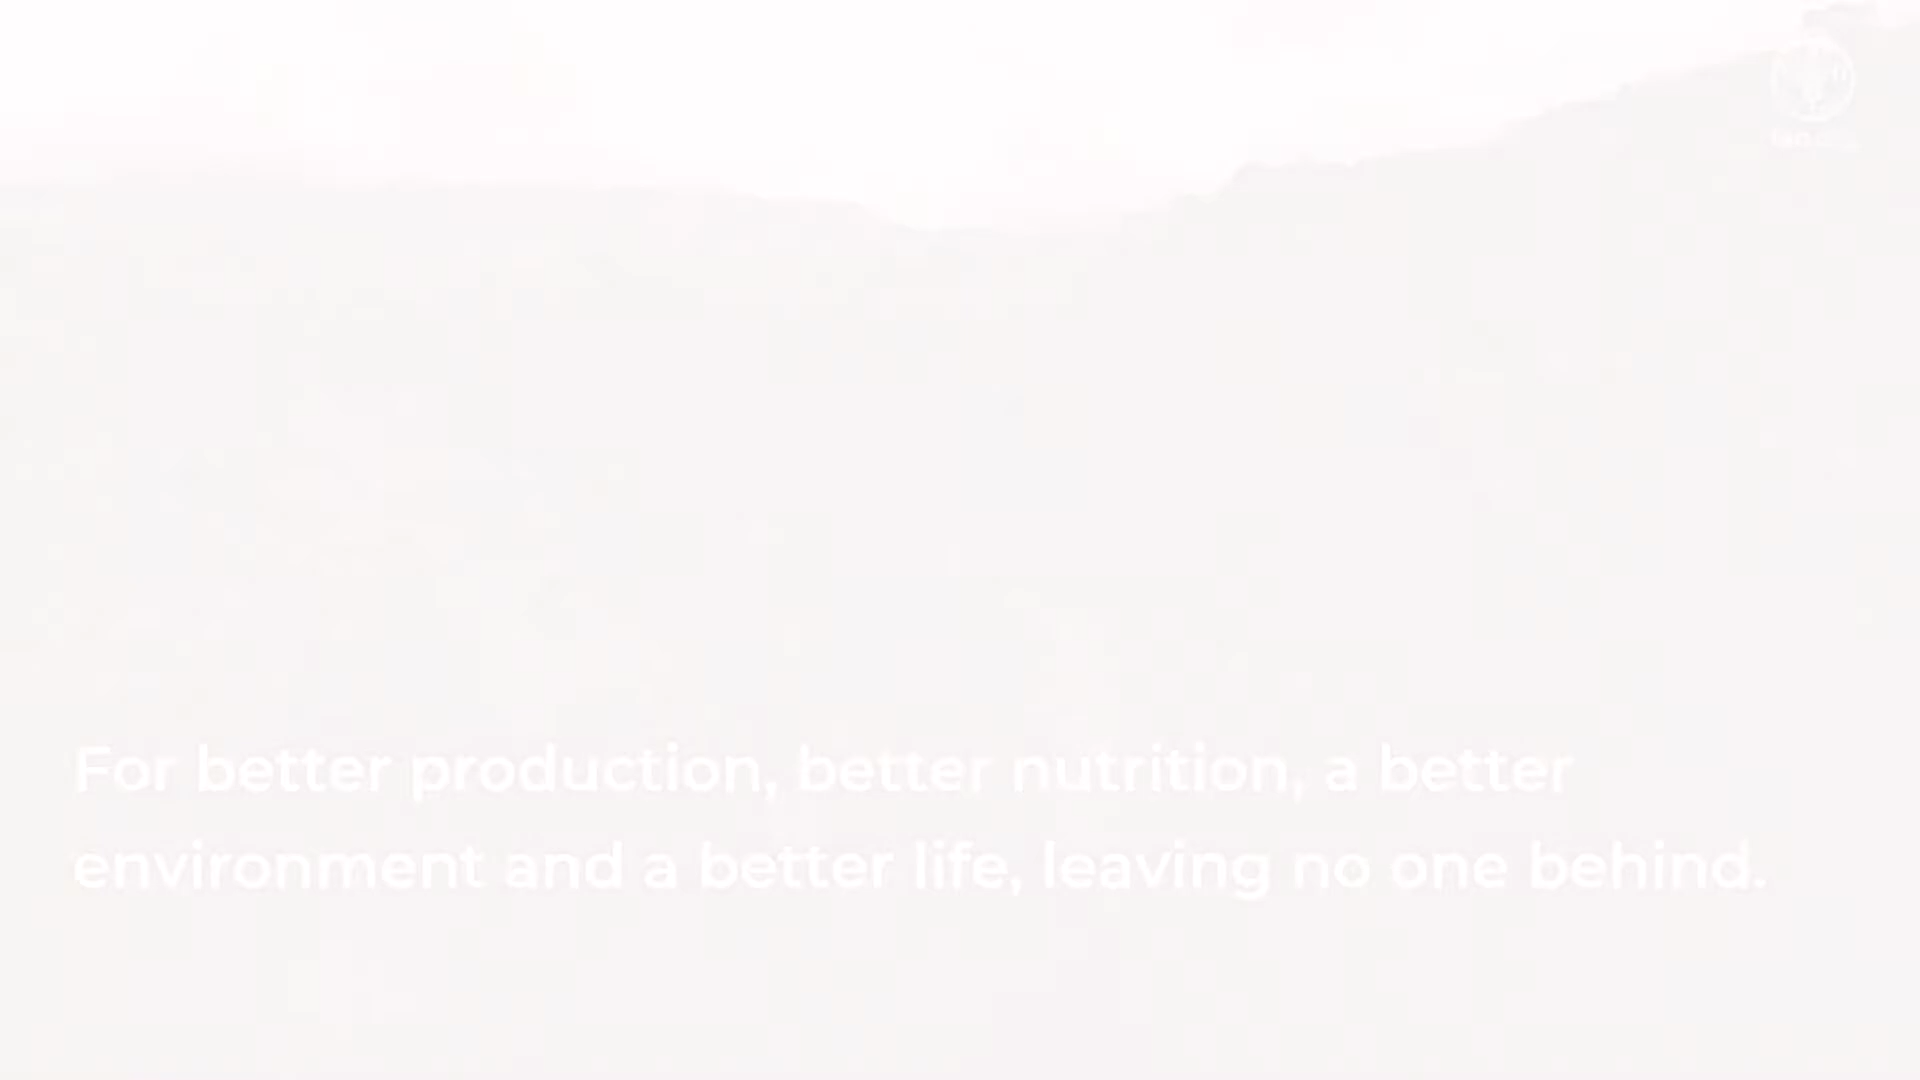 For better production, better nutrition, a better
environment and a better life, leaving no one behind.